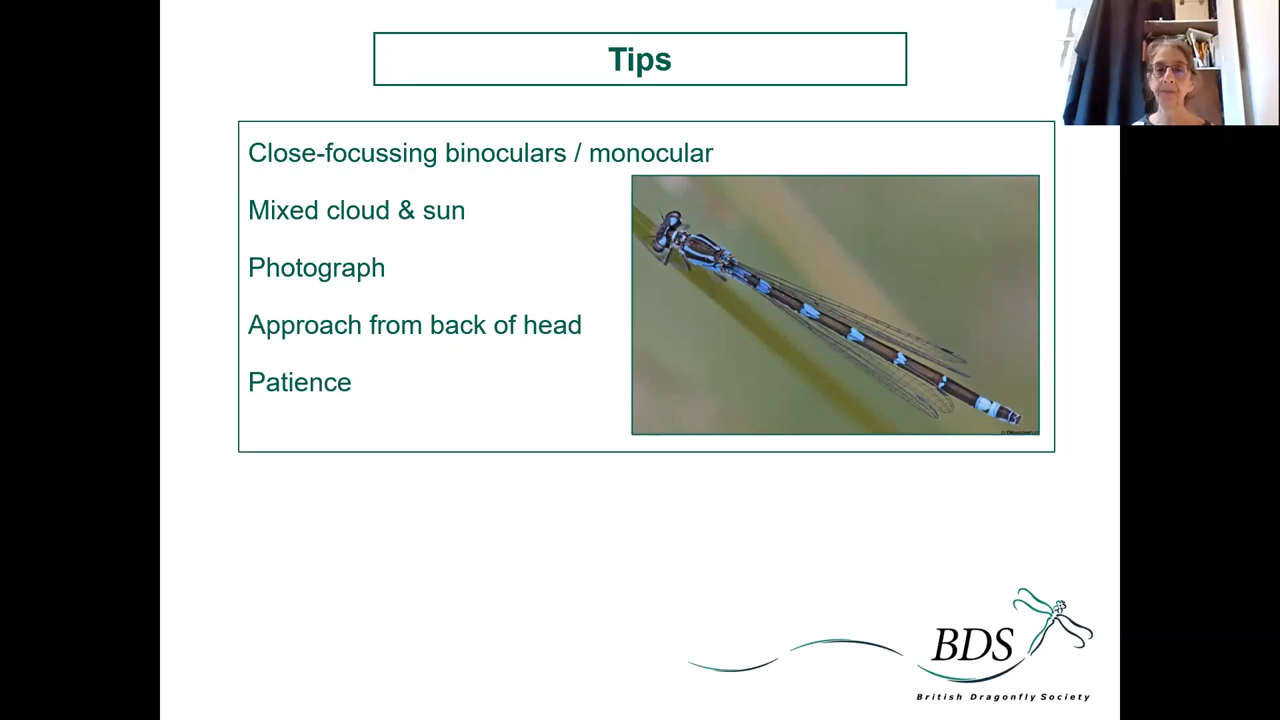 Tips
Close-focussing binoculars / monocular
Mixed cloud & sun
Photograph
Approach from back of head
Patience
BDS
British Dragonfly Society